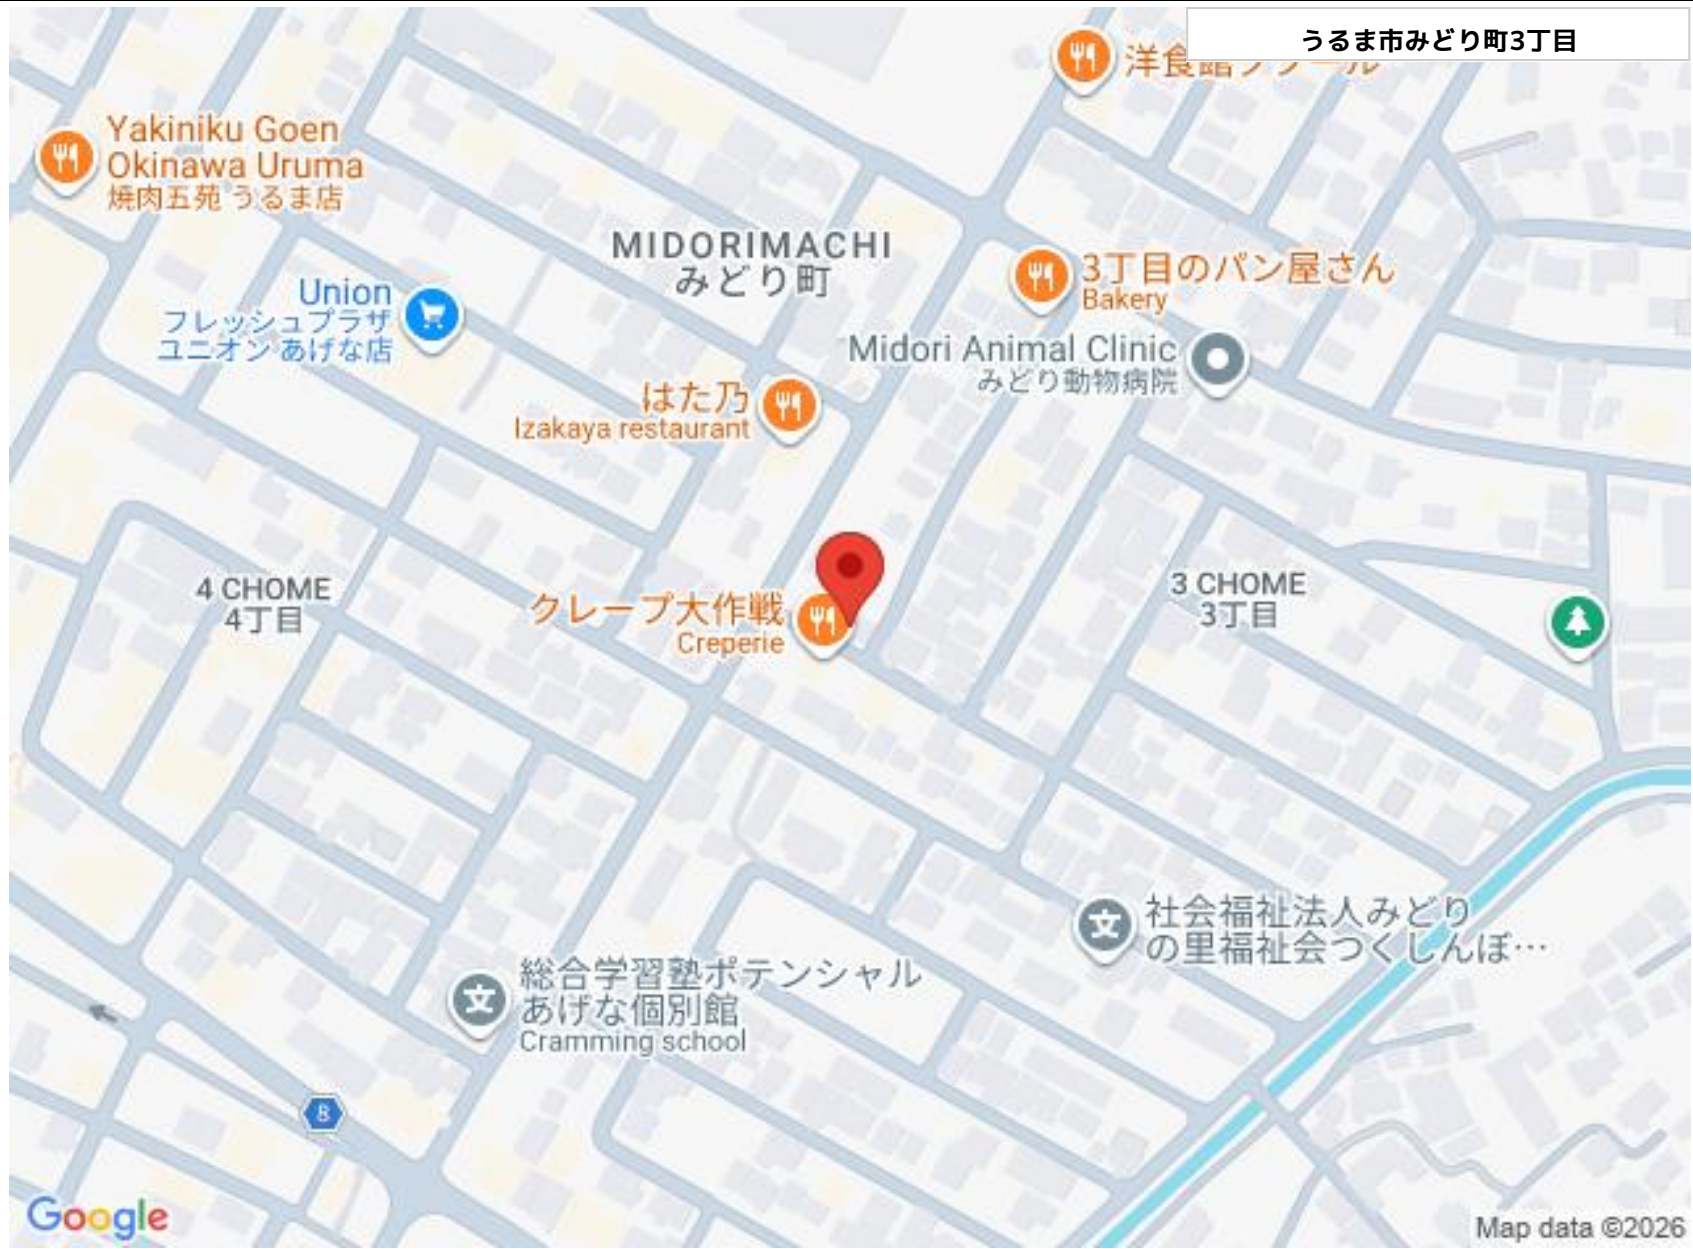 うるま市みどり町3丁目
洋食館
Yakiniku Goen
Okinawa Uruma
焼肉五苑 うるま店
MIDORIMACHI
みどり町
3丁目のパン屋さん
Bakery
Union
フレッシュプラザ
ユニオン あげな店
Midori Animal Clinic
みどり動物病院
はた乃
Izakaya restaurant
4 CHOME
4丁目
クレープ大作戦
Creperie
3 CHOME
3丁目
社会福祉法人みどり
の里福祉会つくしんぼ…
総合学習塾ポテンシャル
あげな個別館
Cramming school
8
Google
Map data ©2026